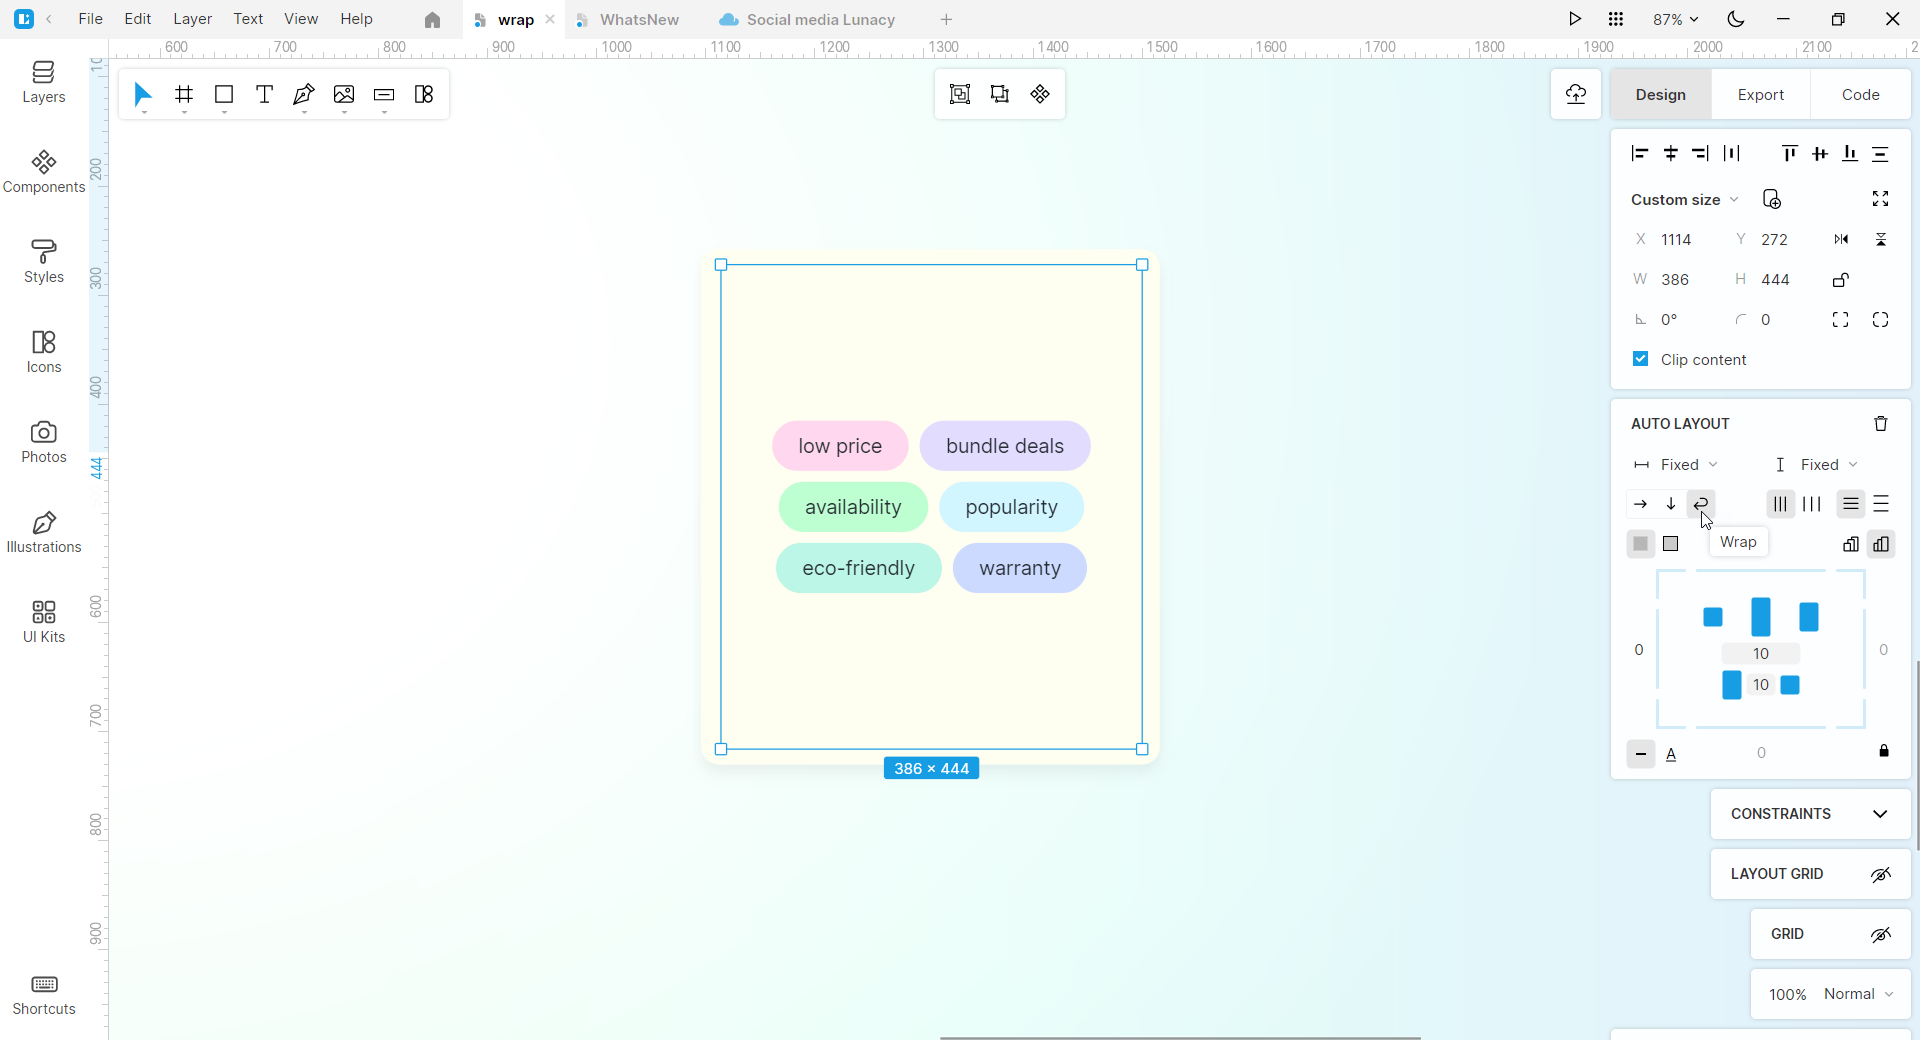 File Edit Layer Text View Help
wrap
WhatsNew
Social media Lunacy
87%
600 700 800 900 1000 1100 1200 1300 1400 1500 1600 1700 1800 1900 2000 2100
200
300
400
444
600
700
800
900
Layers
Components
Styles
Icons
Photos
Illustrations
UI Kits
Shortcuts
T
low price
bundle deals
availability
popularity
eco-friendly
warranty
386 × 444
Design
Export
Code
Custom size
X 1114 Y 272
W 386 H 444
0° 0
Clip content
AUTO LAYOUT
Fixed
Fixed
Wrap
0
10
0
10
A
0
CONSTRAINTS
LAYOUT GRID
GRID
100% Normal